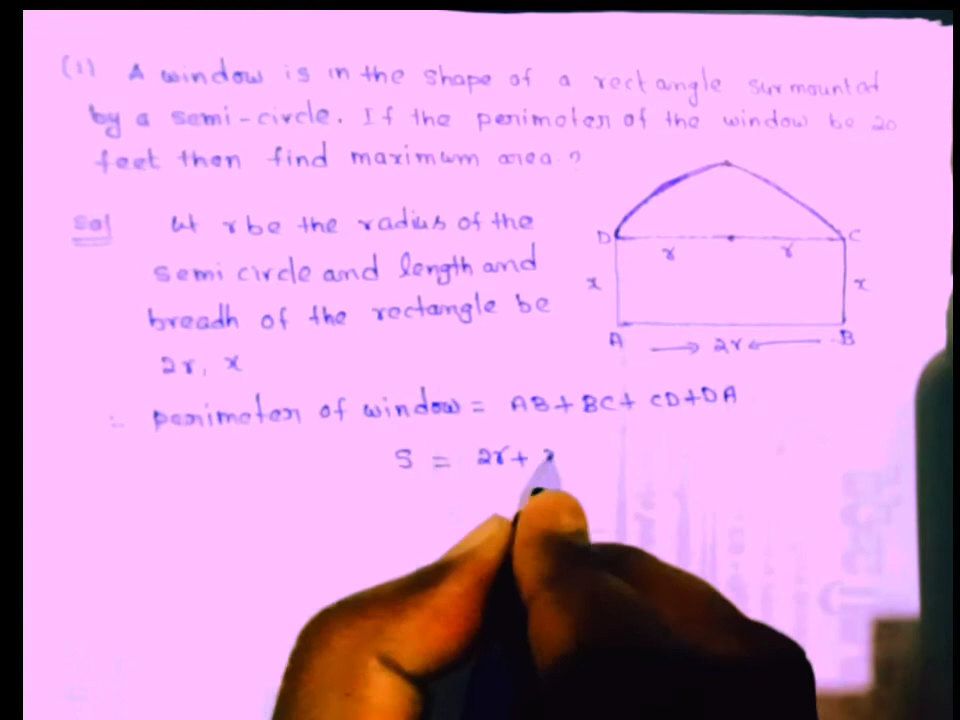 (1) A window is in the shape of a rectangle surmounted
by a semi-circle. If the perimeter of the window be 20
feet then find maximum area ?
Sol Let r be the radius of the
semi circle and length and
breadh of the rectangle be
2r, x
∴ perimeter of window = AB + BC + CD + DA
S = 2r +
D C
r r
x x
A B
2r